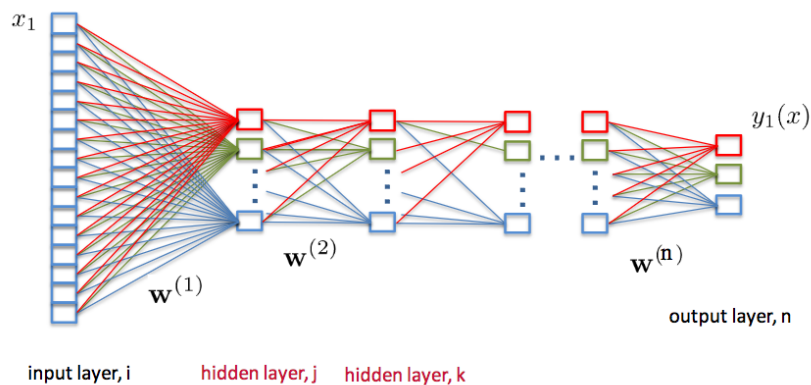 x₁
y₁(x)
w⁽¹⁾
w⁽²⁾
w⁽ⁿ⁾
output layer, n
input layer, i
hidden layer, j
hidden layer, k